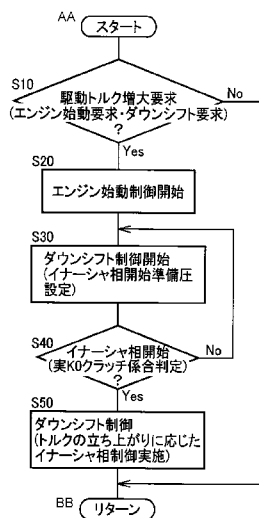 AA
スタート
S10
駆動トルク増大要求
(エンジン始動要求・ダウンシフト要求)
?
No
Yes
S20
エンジン始動制御開始
S30
ダウンシフト制御開始
(イナーシャ相開始準備圧
設定)
S40
イナーシャ相開始
(実K0クラッチ係合判定)
?
No
Yes
S50
ダウンシフト制御
(トルクの立ち上がりに応じた
イナーシャ相制御実施)
BB
リターン